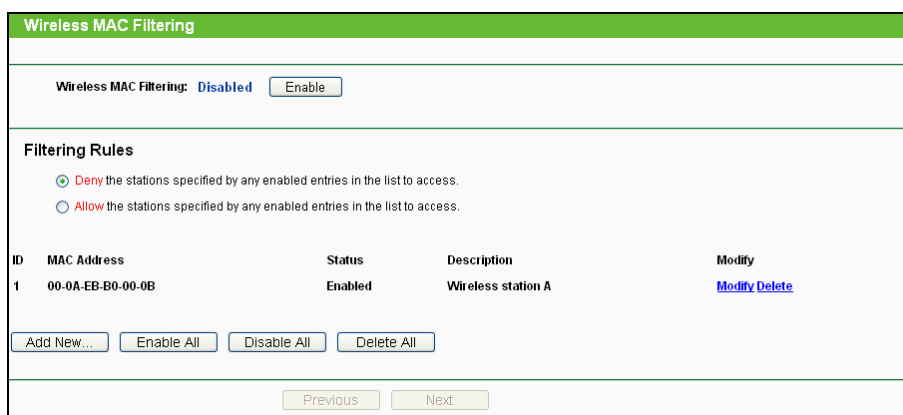 Wireless MAC Filtering
Wireless MAC Filtering: Disabled Enable
Filtering Rules
Deny the stations specified by any enabled entries in the list to access.
Allow the stations specified by any enabled entries in the list to access.
ID MAC Address Status Description Modify
1 00-0A-EB-B0-00-0B Enabled Wireless station A Modify Delete
Add New... Enable All Disable All Delete All
Previous Next